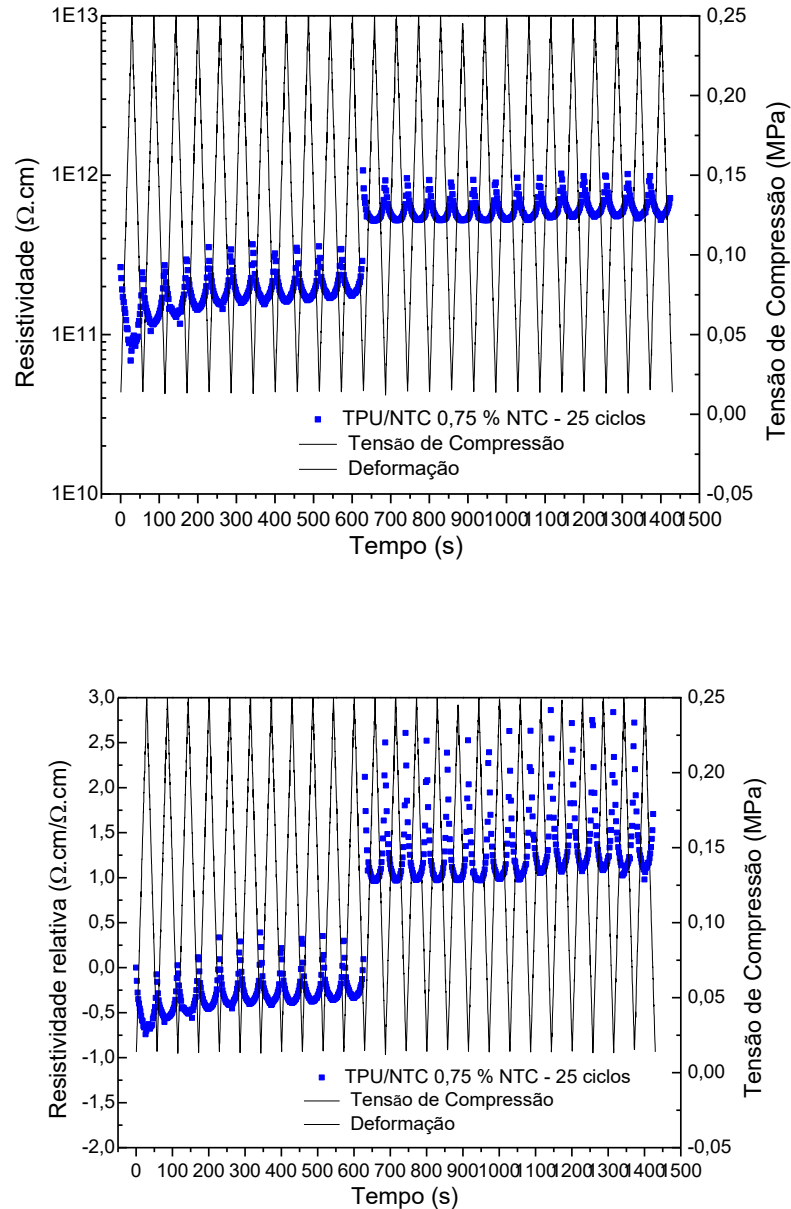 1E13
1E12
1E11
1E10
Resistividade (Ω.cm)
0,25
0,20
0,15
0,10
0,05
0,00
-0,05
Tensão de Compressão (MPa)
TPU/NTC 0,75 % NTC - 25 ciclos
Tensão de Compressão
Deformação
0 100 200 300 400 500 600 700 800 900 1000 1100 1200 1300 1400 1500
Tempo (s)
3,0
2,5
2,0
1,5
1,0
0,5
0,0
-0,5
-1,0
-1,5
-2,0
Resistividade relativa (Ω.cm/Ω.cm)
0,25
0,20
0,15
0,10
0,05
0,00
-0,05
Tensão de Compressão (MPa)
TPU/NTC 0,75 % NTC - 25 ciclos
Tensão de Compressão
Deformação
0 100 200 300 400 500 600 700 800 900 1000 1100 1200 1300 1400 1500
Tempo (s)